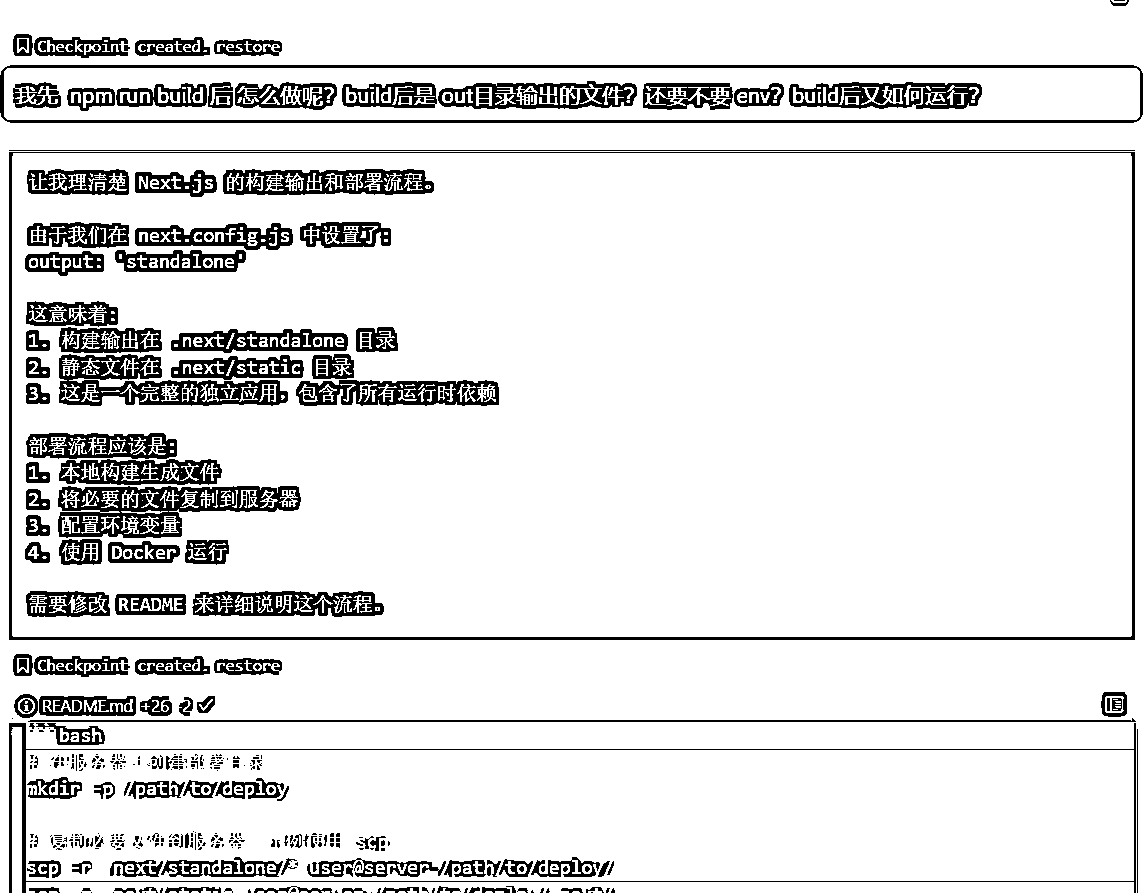 Checkpoint created. restore
我先 npm run build 后 怎么做呢？build后是 out目录输出的文件？还要不要 env？build后又如何运行？
让我理清楚 Next.js 的构建输出和部署流程。
由于我们在 next.config.js 中设置了：
output: 'standalone'
这意味着：
1. 构建输出在 .next/standalone 目录
2. 静态文件在 .next/static 目录
3. 这是一个完整的独立应用，包含了所有运行时依赖
部署流程应该是：
1. 本地构建生成文件
2. 将必要的文件复制到服务器
3. 配置环境变量
4. 使用 Docker 运行
需要修改 README 来详细说明这个流程。
Checkpoint created. restore
README.md +26 -2
```bash
# 在服务器上创建部署目录
mkdir -p /path/to/deploy
# 复制必要文件到服务器 scp
scp -r .next/standalone/* user@server:/path/to/deploy/